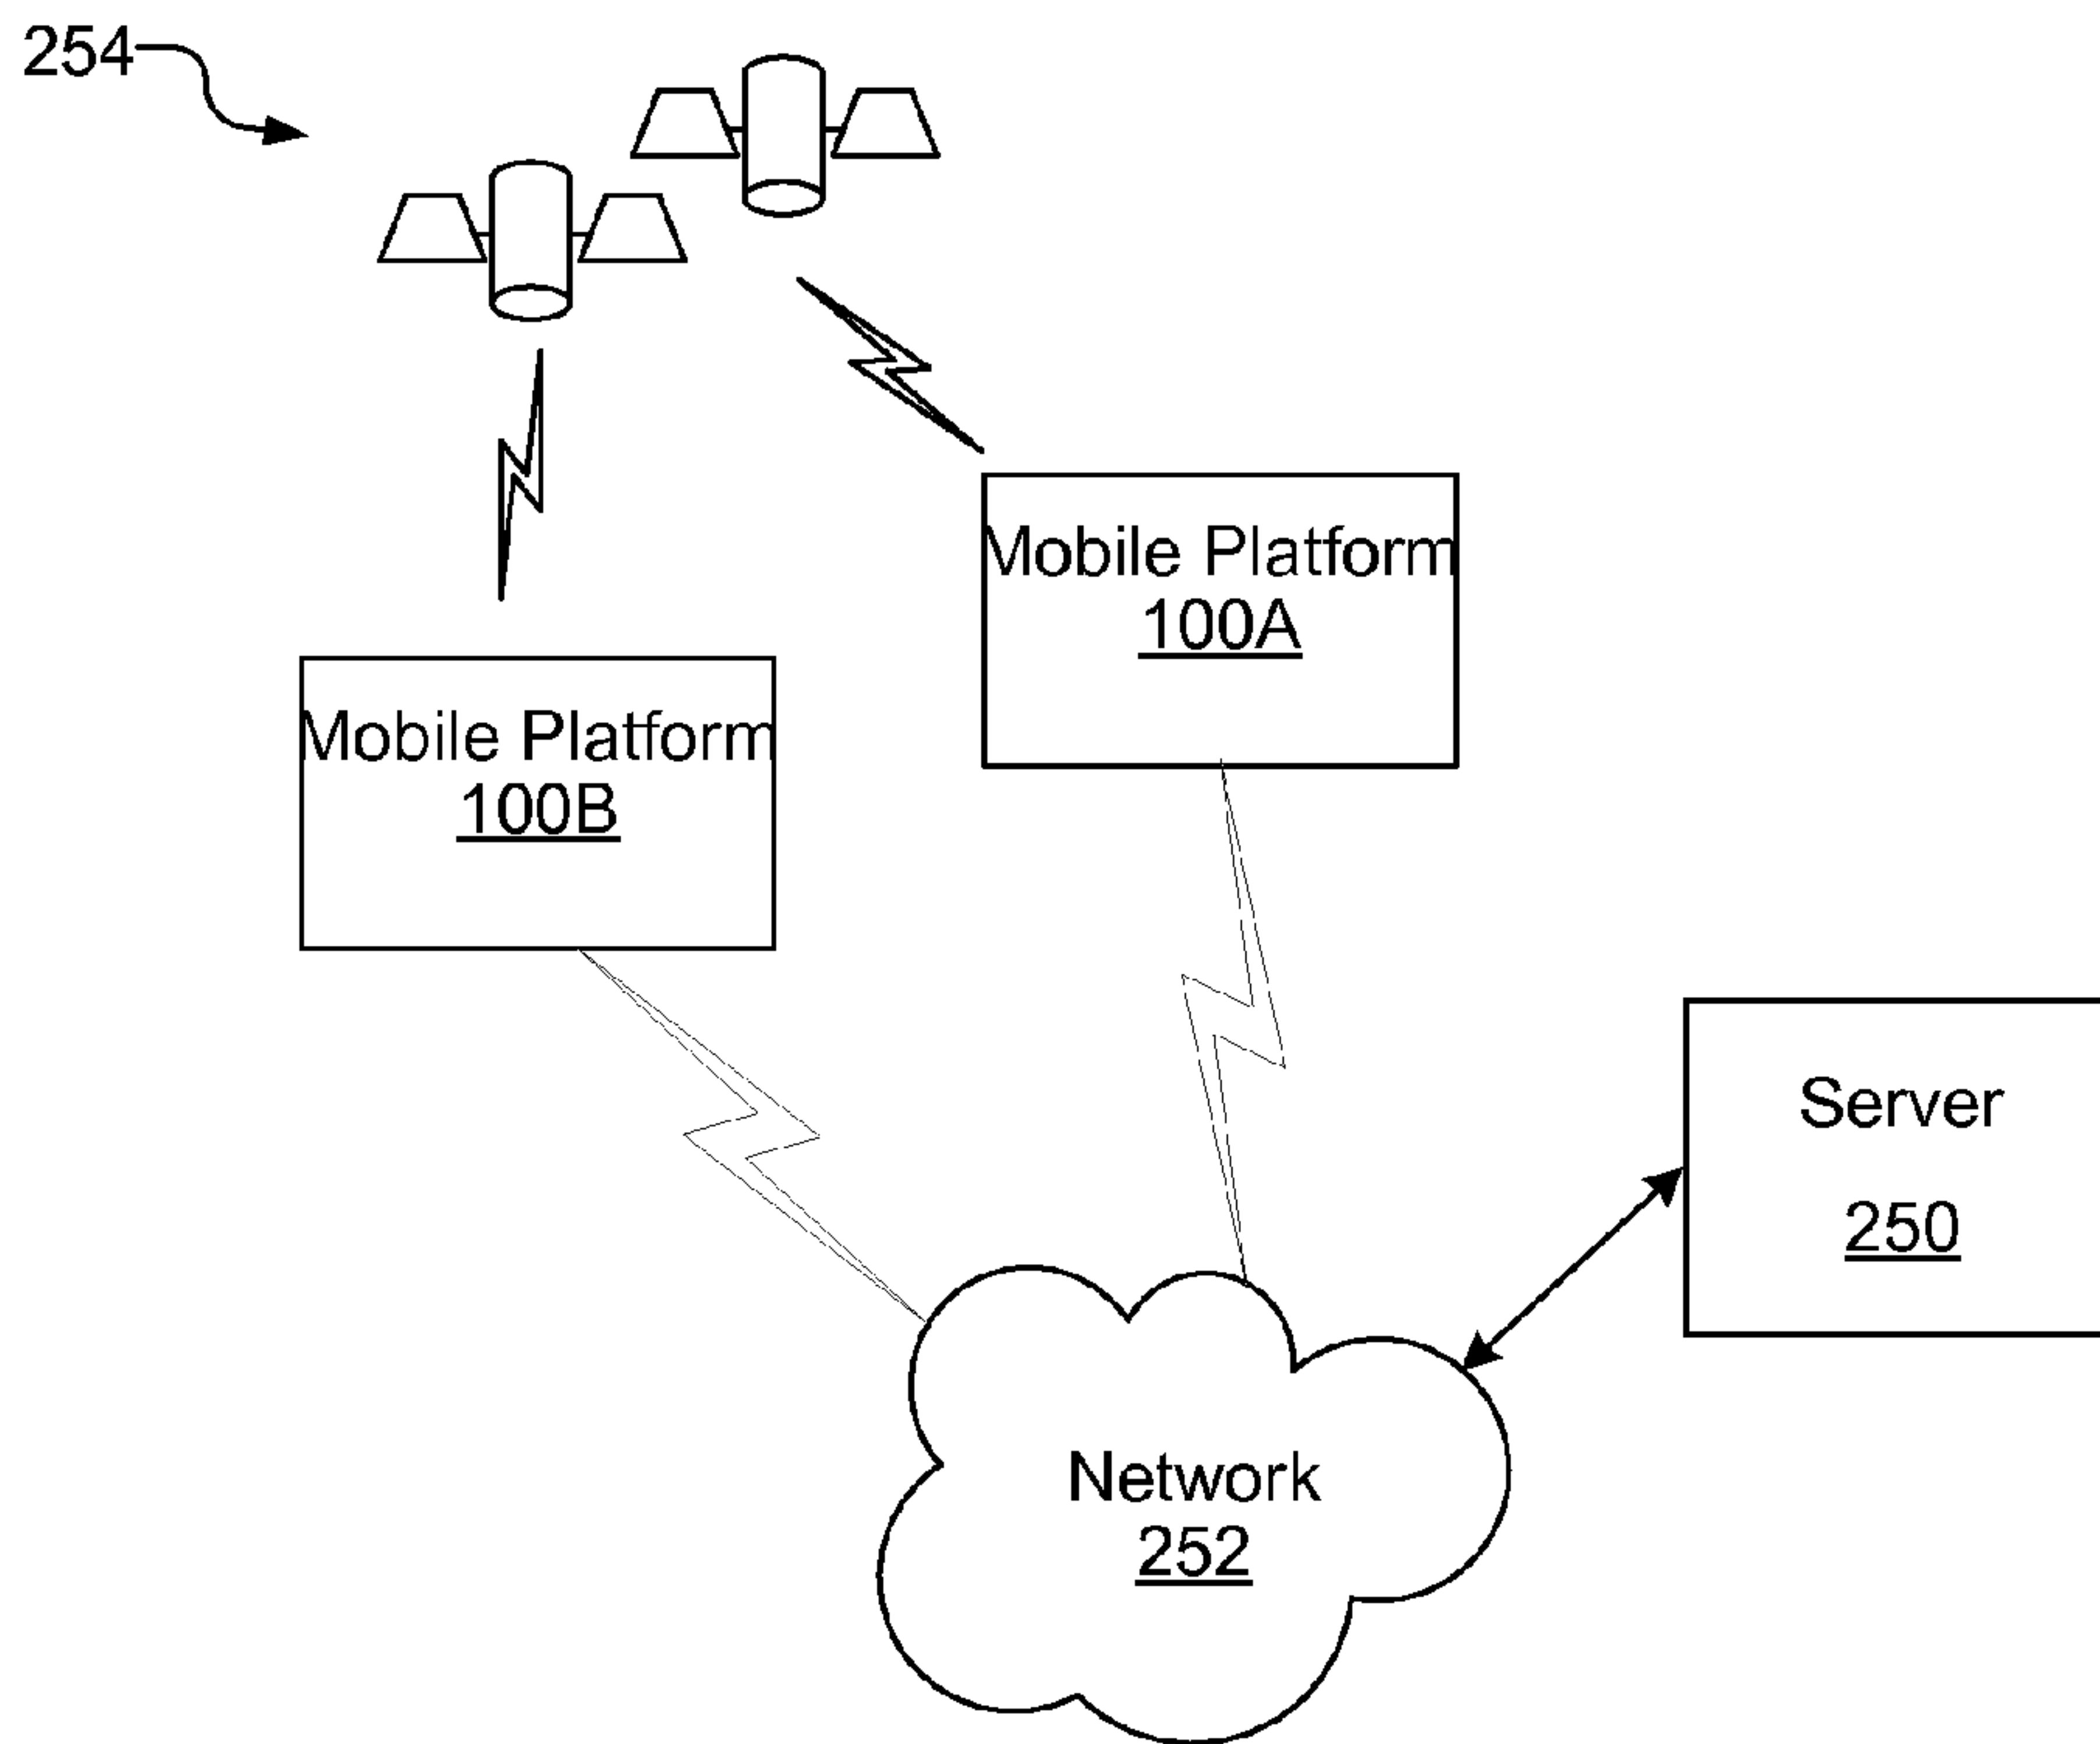 254
Mobile Platform
100A
Mobile Platform
100B
Server
250
Network
252